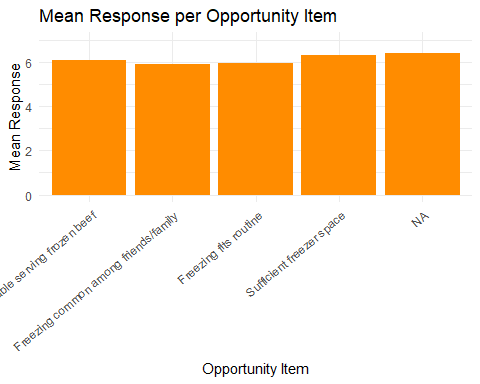 Mean Response per Opportunity Item
Mean Response
6
4
2
0
serving frozen beef
Freezing common among friends/family
Freezing fits routine
Sufficient freezer space
NA
Opportunity Item